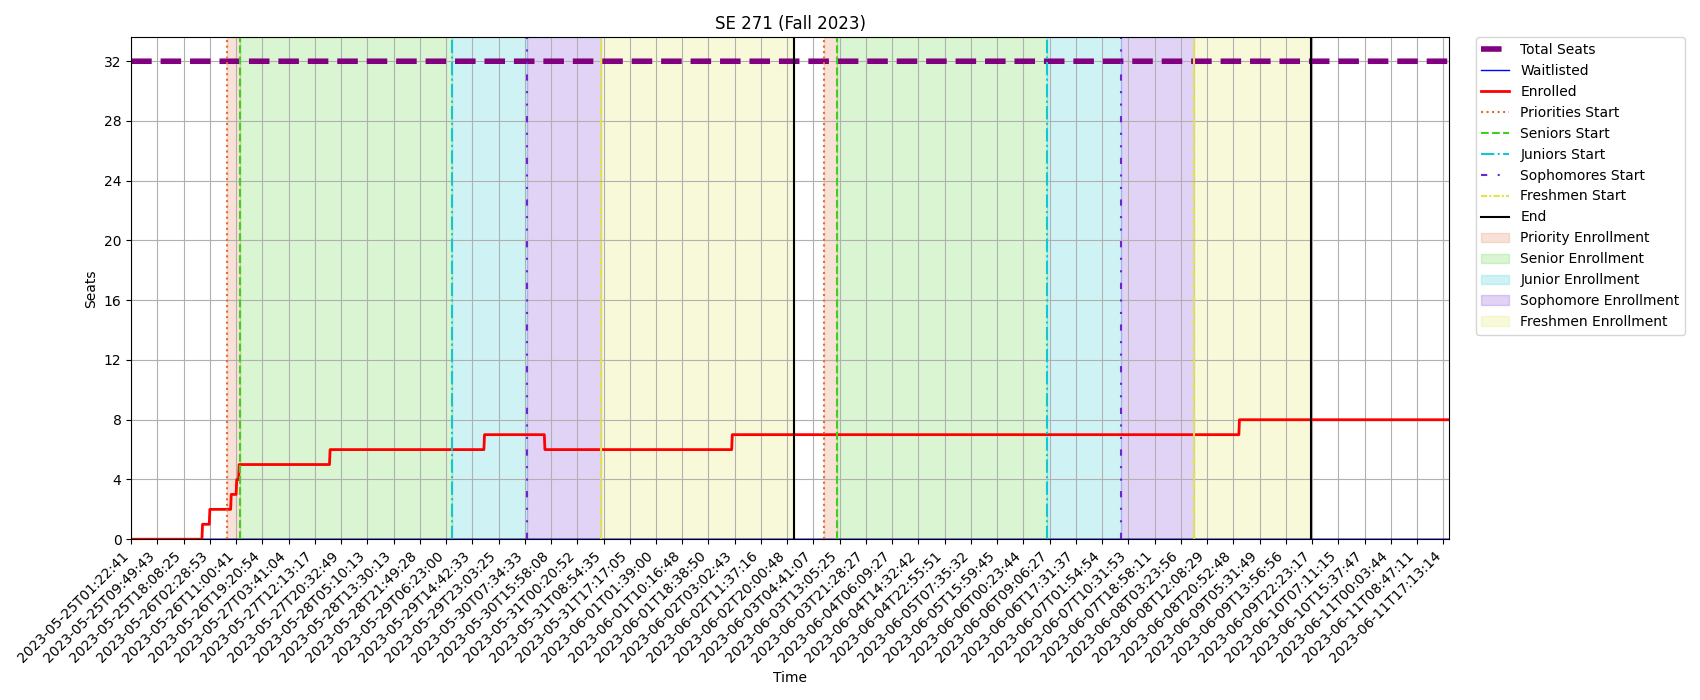 SE 271 (Fall 2023)
Seats
32
28
24
20
16
12
8
4
0
2023-05-25T01:22:41
2023-05-25T09:49:43
2023-05-25T18:08:25
2023-05-26T02:28:53
2023-05-26T11:00:41
2023-05-26T19:20:54
2023-05-27T03:41:04
2023-05-27T12:13:17
2023-05-27T20:32:49
2023-05-28T05:10:13
2023-05-28T13:30:13
2023-05-28T21:49:28
2023-05-29T06:23:00
2023-05-29T14:42:33
2023-05-29T23:03:25
2023-05-30T07:34:33
2023-05-30T15:58:08
2023-05-31T00:20:52
2023-05-31T08:54:35
2023-05-31T17:17:05
2023-06-01T01:39:00
2023-06-01T10:16:48
2023-06-01T18:38:50
2023-06-02T03:02:43
2023-06-02T11:37:16
2023-06-02T20:00:48
2023-06-03T04:41:07
2023-06-03T13:05:25
2023-06-03T21:28:27
2023-06-04T06:09:27
2023-06-04T14:32:42
2023-06-04T22:55:51
2023-06-05T07:35:32
2023-06-05T15:59:45
2023-06-06T00:23:44
2023-06-06T09:06:27
2023-06-06T17:31:37
2023-06-07T01:54:54
2023-06-07T10:31:53
2023-06-07T18:58:11
2023-06-08T03:23:56
2023-06-08T12:08:29
2023-06-08T20:52:48
2023-06-09T05:31:49
2023-06-09T13:56:56
2023-06-09T22:23:17
2023-06-10T07:11:15
2023-06-10T15:37:47
2023-06-11T00:03:44
2023-06-11T08:47:11
2023-06-11T17:13:14
Time
Total Seats
Waitlisted
Enrolled
Priorities Start
Seniors Start
Juniors Start
Sophomores Start
Freshmen Start
End
Priority Enrollment
Senior Enrollment
Junior Enrollment
Sophomore Enrollment
Freshmen Enrollment